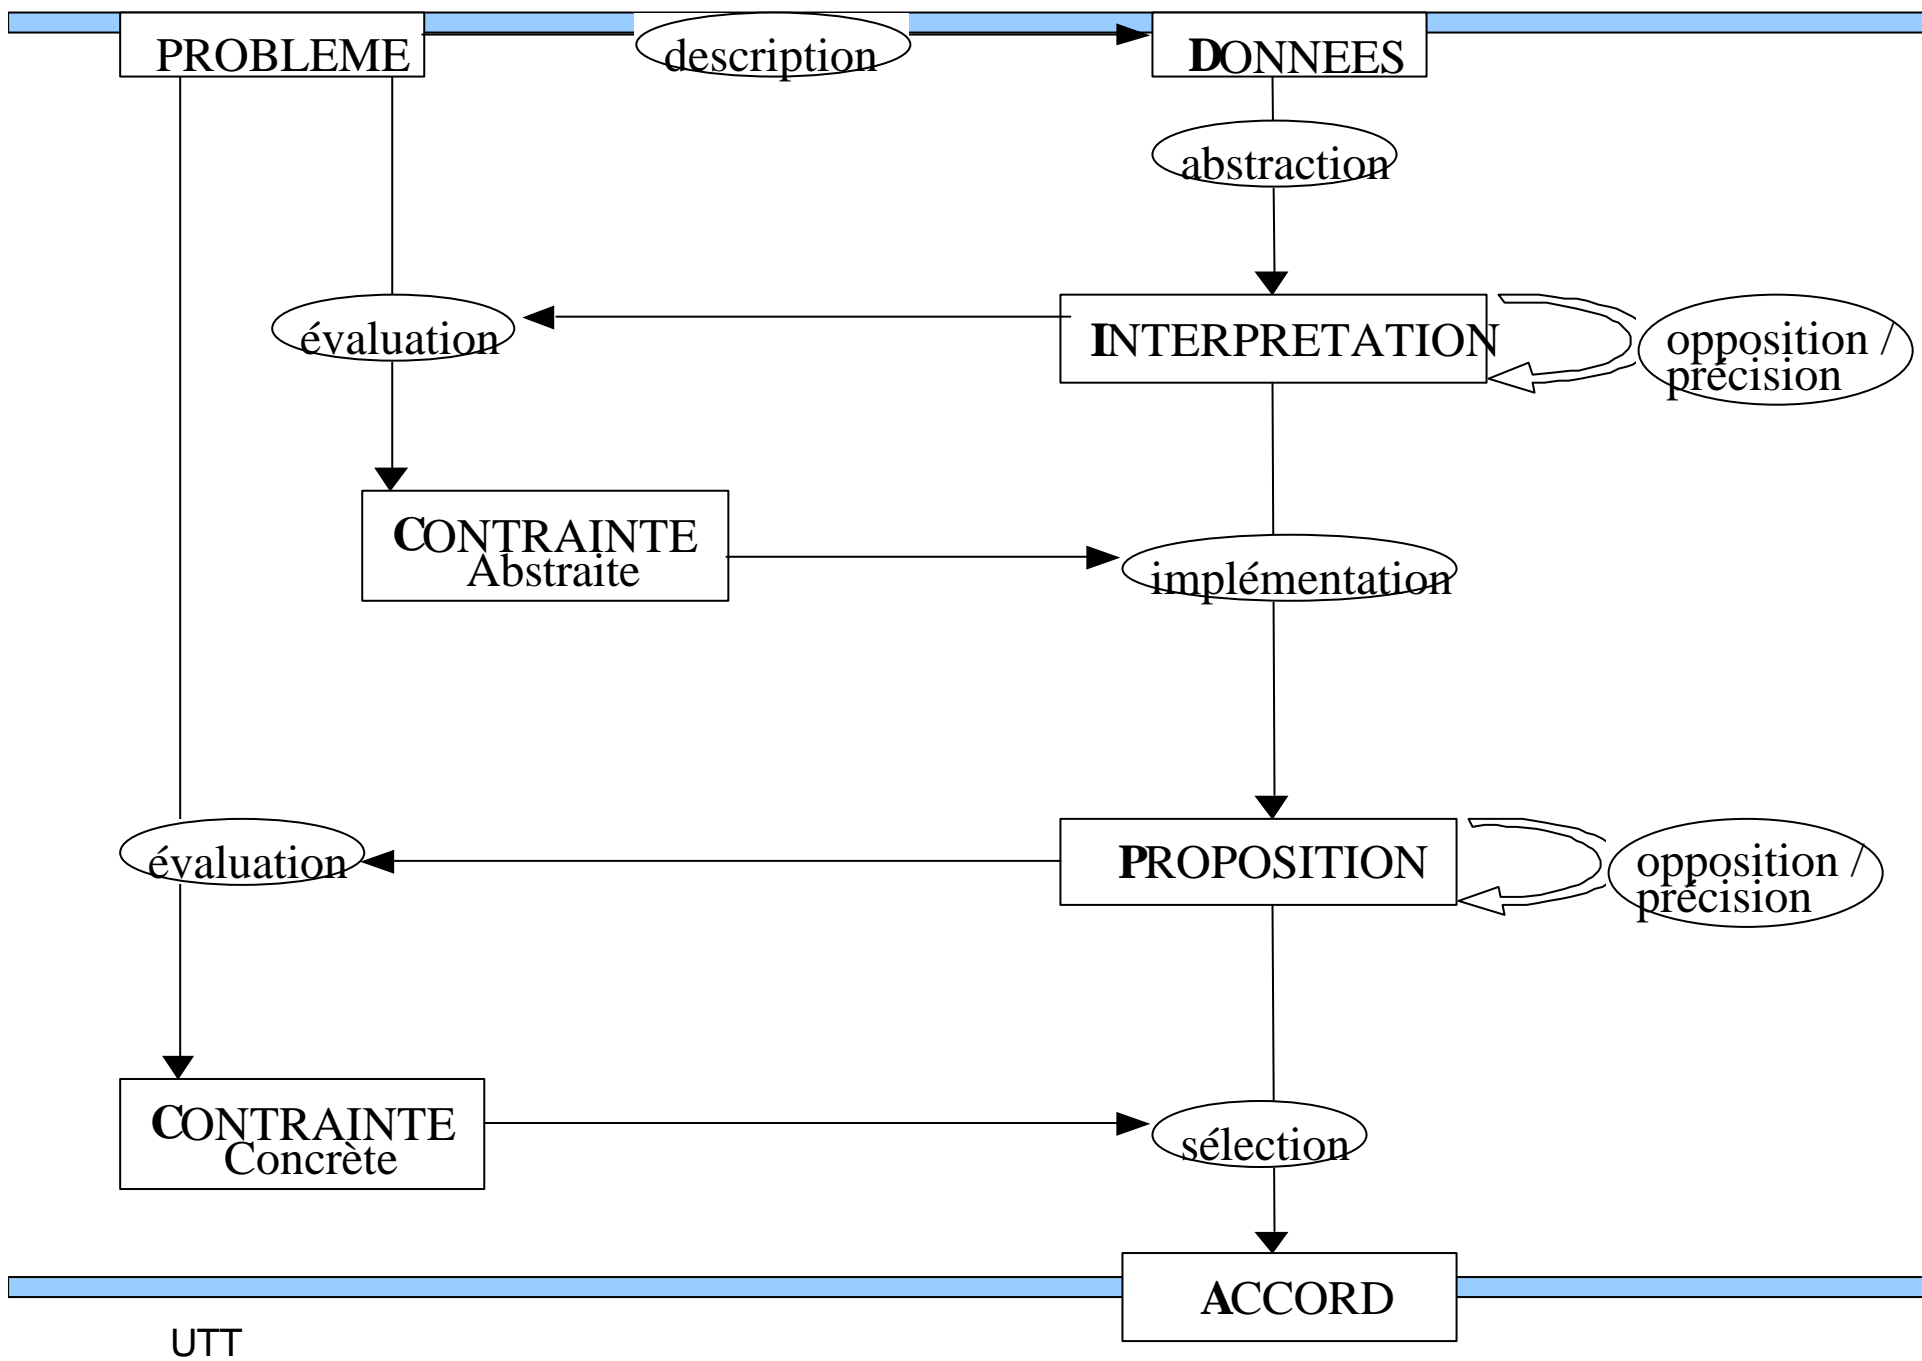 PROBLEME
description
DONNEES
abstraction
évaluation
INTERPRETATION
opposition /
précision
CONTRAINTE
Abstraite
implémentation
évaluation
PROPOSITION
opposition /
précision
CONTRAINTE
Concrète
sélection
ACCORD
UTT